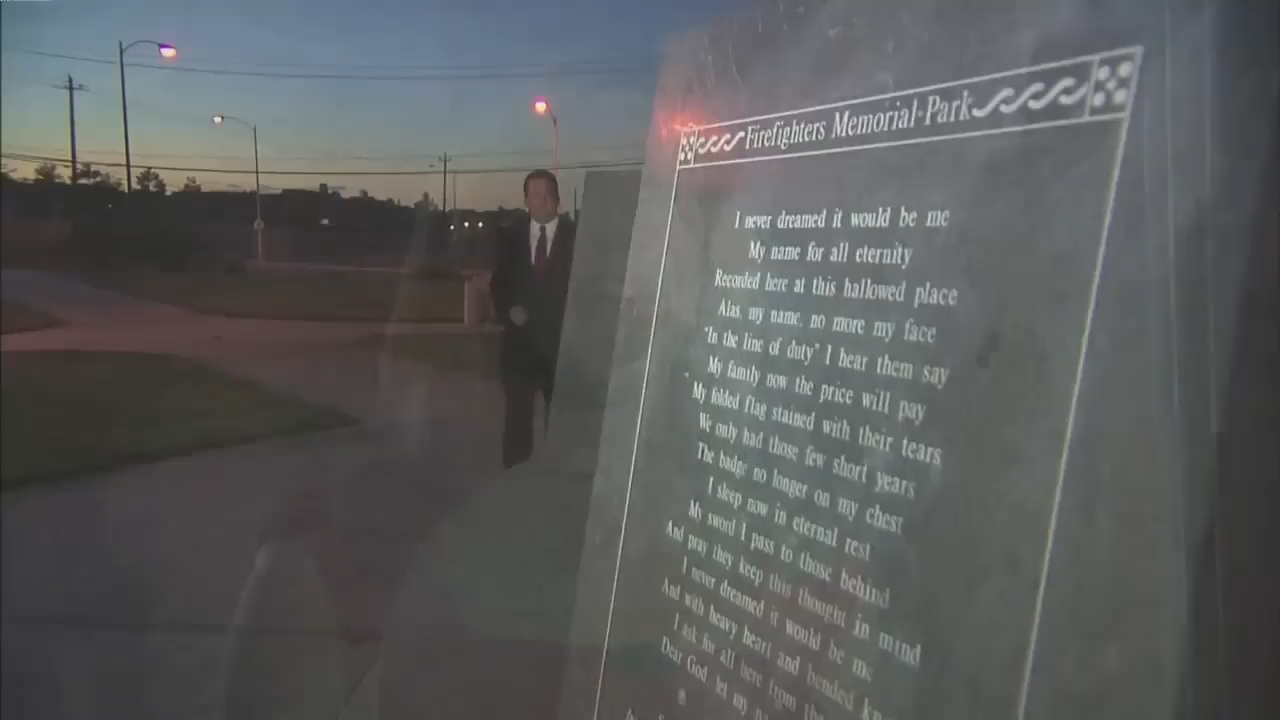 Firefighters Memorial Park
I never dreamed it would be me
My name for all eternity
Recorded here at this hallowed place
Alas, my name, no more my face
"In the line of duty" I hear them say
My family now the price will pay
My folded flag stained with their tears
We only had those few short years
The badge no longer on my chest
I sleep now in eternal rest
My sword I pass to those behind
And pray they keep this thought in mind
I never dreamed it would be me
And with heavy heart and bended
I ask for all here from the
Dear God, let my